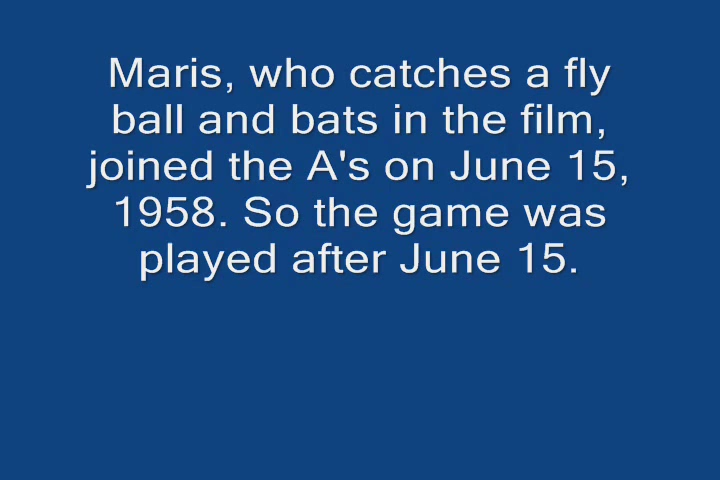 Maris, who catches a fly
ball and bats in the film,
joined the A's on June 15,
1958. So the game was
played after June 15.